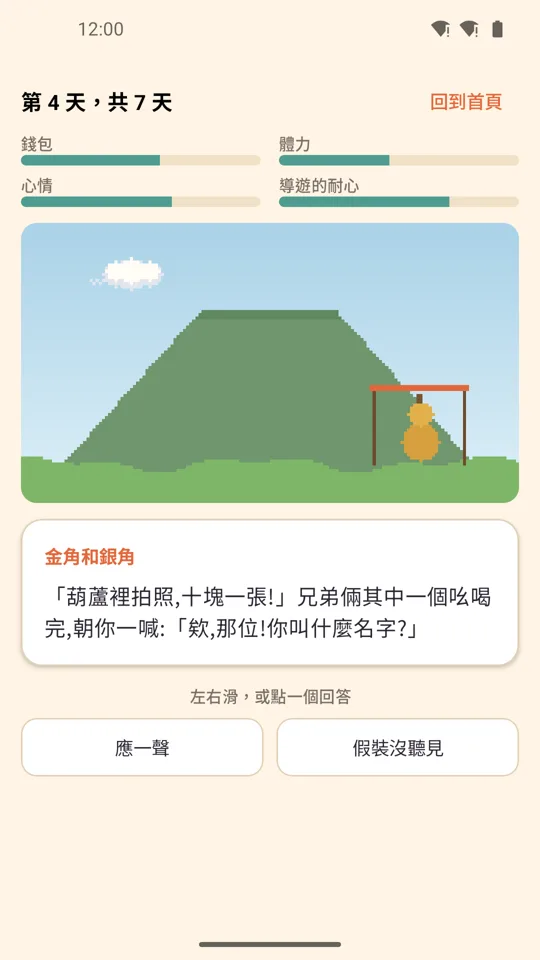 12:00
第 4 天，共 7 天
回到首頁
錢包
體力
心情
導遊的耐心
金角和銀角
「葫蘆裡拍照,十塊一張!」兄弟倆其中一個吆喝
完,朝你一喊:「欸,那位!你叫什麼名字?」
左右滑，或點一個回答
應一聲
假裝沒聽見